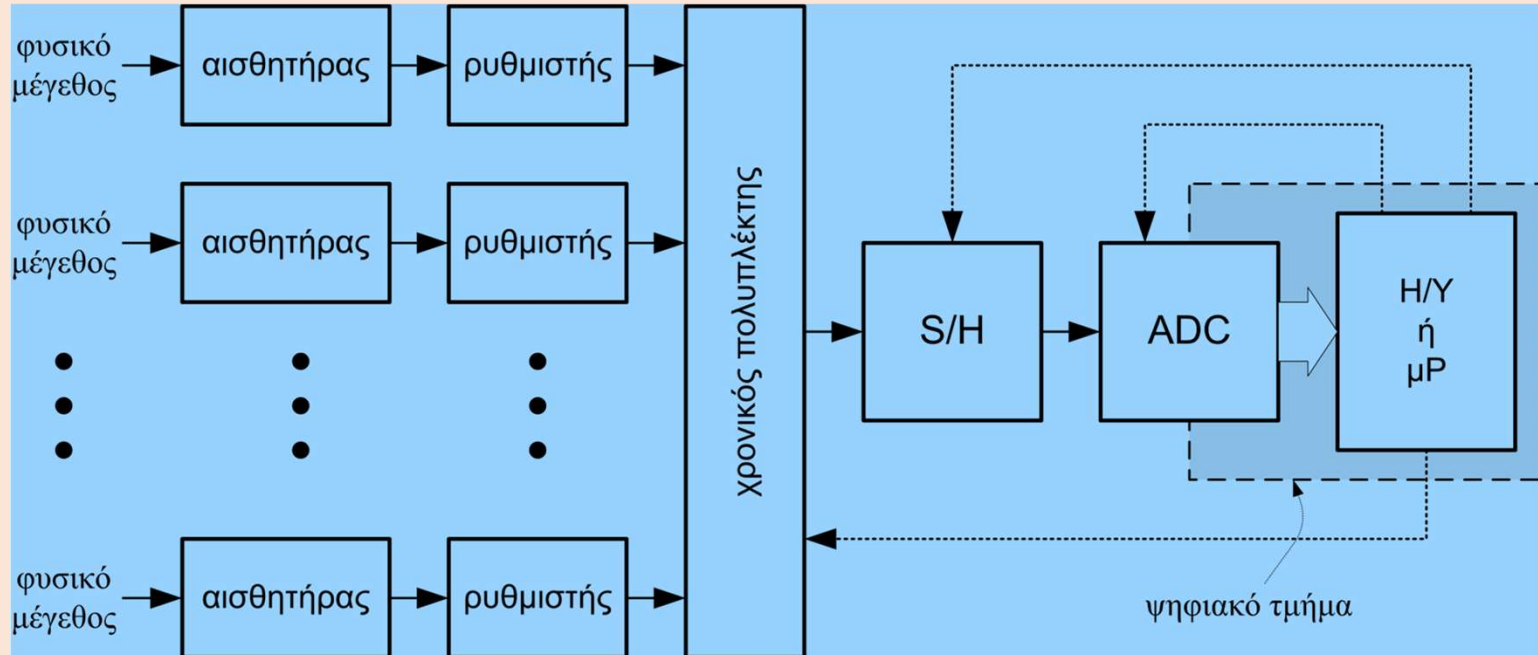 φυσικό
μέγεθος
αισθητήρας
ρυθμιστής
φυσικό
μέγεθος
αισθητήρας
ρυθμιστής
φυσικό
μέγεθος
αισθητήρας
ρυθμιστής
χρονικός πολυπλέκτης
S/H
ADC
Η/Υ
ή
μP
ψηφιακό τμήμα